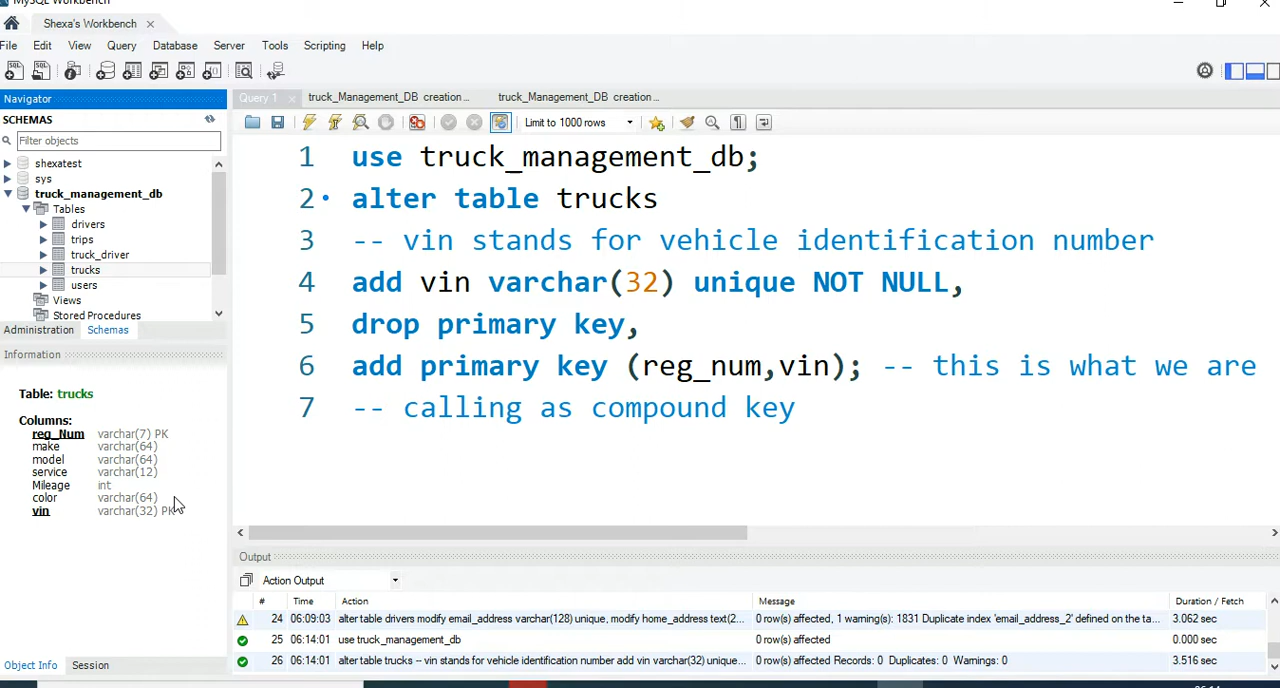 MySQL Workbench
Shexa's Workbench
File Edit View Query Database Server Tools Scripting Help
Navigator
SCHEMAS
Filter objects
shexatest
sys
truck_management_db
Tables
drivers
trips
truck_driver
trucks
users
Views
Stored Procedures
Administration Schemas
Information
Table: trucks
Columns:
reg_Num varchar(7) PK
make varchar(64)
model varchar(64)
service varchar(12)
Mileage int
color varchar(64)
vin varchar(32) PK
Object Info Session
Query 1 truck_Management_DB creation... truck_Management_DB creation...
Limit to 1000 rows
1 use truck_management_db;
2 alter table trucks
3 -- vin stands for vehicle identification number
4 add vin varchar(32) unique NOT NULL,
5 drop primary key,
6 add primary key (reg_num,vin); -- this is what we are
7 -- calling as compound key
Output
Action Output
# Time Action Message Duration / Fetch
24 06:09:03 alter table drivers modify email_address varchar(128) unique, modify home_address text(2... 0 row(s) affected, 1 warning(s): 1831 Duplicate index 'email_address_2' defined on the ta... 3.062 sec
25 06:14:01 use truck_management_db 0 row(s) affected 0.000 sec
26 06:14:01 alter table trucks -- vin stands for vehicle identification number add vin varchar(32) unique... 0 row(s) affected Records: 0 Duplicates: 0 Warnings: 0 3.516 sec